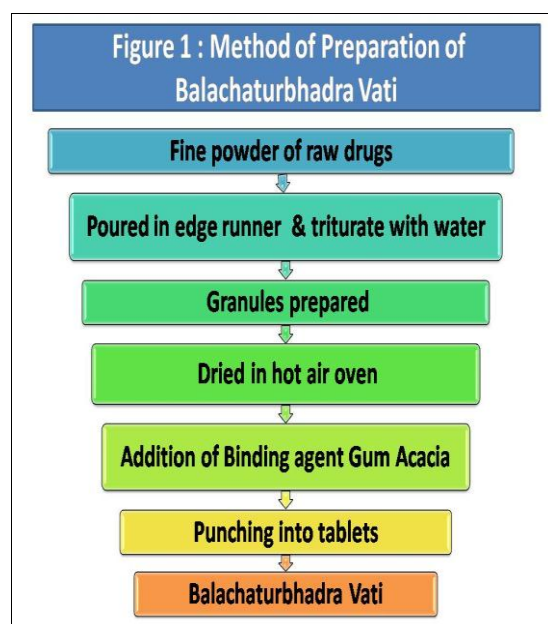 Figure 1 : Method of Preparation of
Balachaturbhadra Vati
Fine powder of raw drugs
Poured in edge runner & triturate with water
Granules prepared
Dried in hot air oven
Addition of Binding agent Gum Acacia
Punching into tablets
Balachaturbhadra Vati